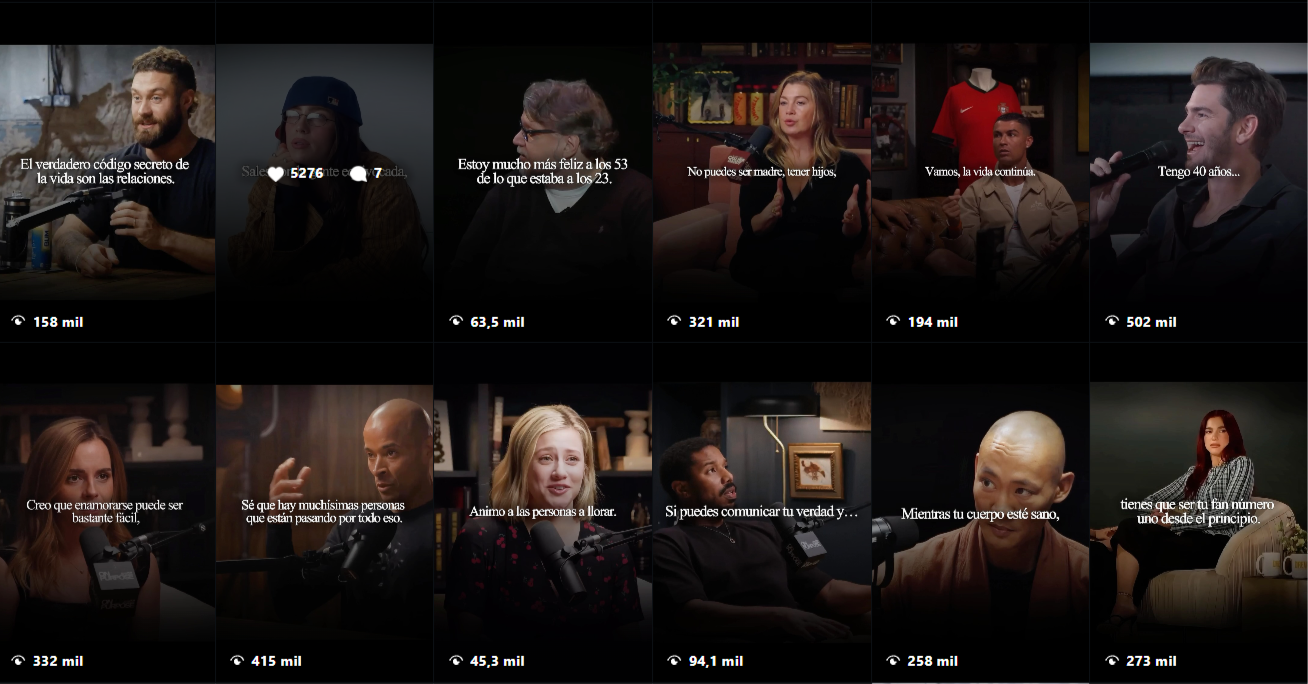 El verdadero código secreto de
la vida son las relaciones.
5276
7
Estoy mucho más feliz a los 53
de lo que estaba a los 23.
No puedes ser madre, tener hijos,
Vamos, la vida continúa.
Tengo 40 años...
158 mil
63,5 mil
321 mil
194 mil
502 mil
Creo que enamorarse puede ser
bastante fácil,
Sé que hay muchísimas personas
que están pasando por todo eso.
Animo a las personas a llorar.
Si puedes comunicar tu verdad y…
Mientras tu cuerpo esté sano,
tienes que ser tu fan número
uno desde el principio.
332 mil
415 mil
45,3 mil
94,1 mil
258 mil
273 mil